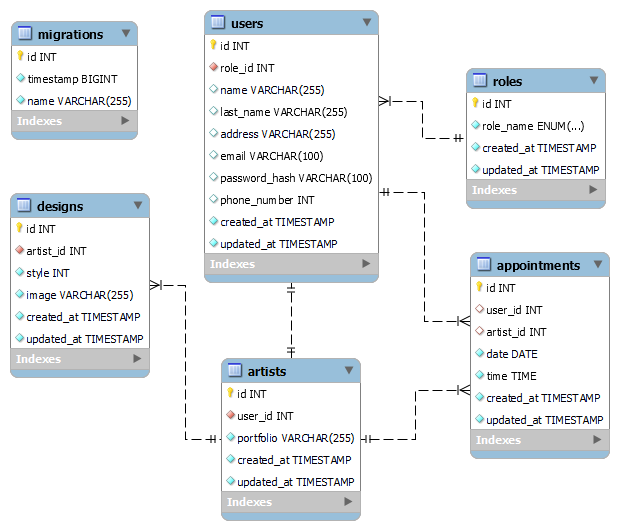 migrations
id INT
timestamp BIGINT
name VARCHAR(255)
Indexes
users
id INT
role_id INT
name VARCHAR(255)
last_name VARCHAR(255)
address VARCHAR(255)
email VARCHAR(100)
password_hash VARCHAR(100)
phone_number INT
created_at TIMESTAMP
updated_at TIMESTAMP
Indexes
roles
id INT
role_name ENUM(...)
created_at TIMESTAMP
updated_at TIMESTAMP
Indexes
designs
id INT
artist_id INT
style INT
image VARCHAR(255)
created_at TIMESTAMP
updated_at TIMESTAMP
Indexes
appointments
id INT
user_id INT
artist_id INT
date DATE
time TIME
created_at TIMESTAMP
updated_at TIMESTAMP
Indexes
artists
id INT
user_id INT
portfolio VARCHAR(255)
created_at TIMESTAMP
updated_at TIMESTAMP
Indexes